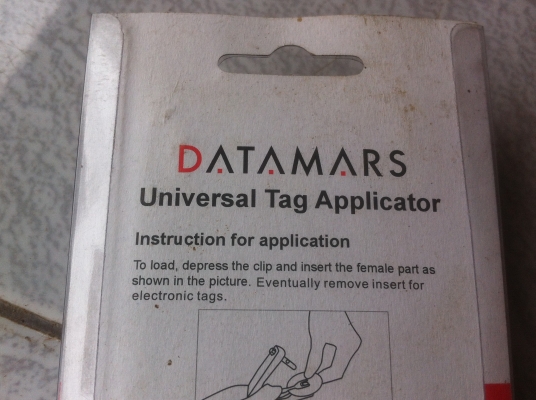 DATAMARS
Universal Tag Applicator
Instruction for application
To load, depress the clip and insert the female part as
shown in the picture. Eventually remove insert for
electronic tags.